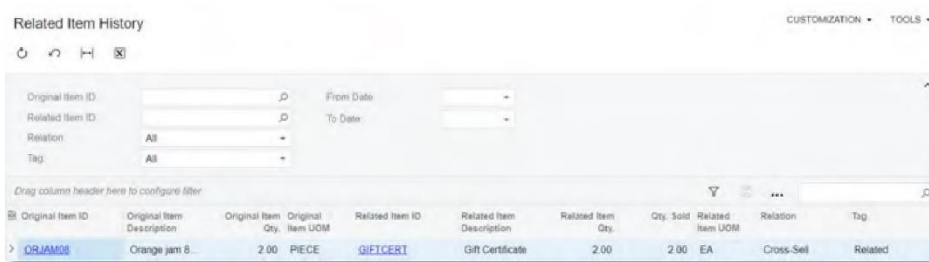 Related Item History
CUSTOMIZATION TOOLS
Original Item ID: From Date:
Related Item ID: To Date:
Relation: All
Tag: All
Drag column header here to configure filter
Original Item ID Original Item Description Original Item Qty. Original Item UOM Related Item ID Related Item Description Related Item Qty. Qty. Sold Related Item UOM Relation Tag
ORJAM08 Orange jam 8... 2.00 PIECE GIFTCERT Gift Certificate 2.00 2.00 EA Cross-Sell Related